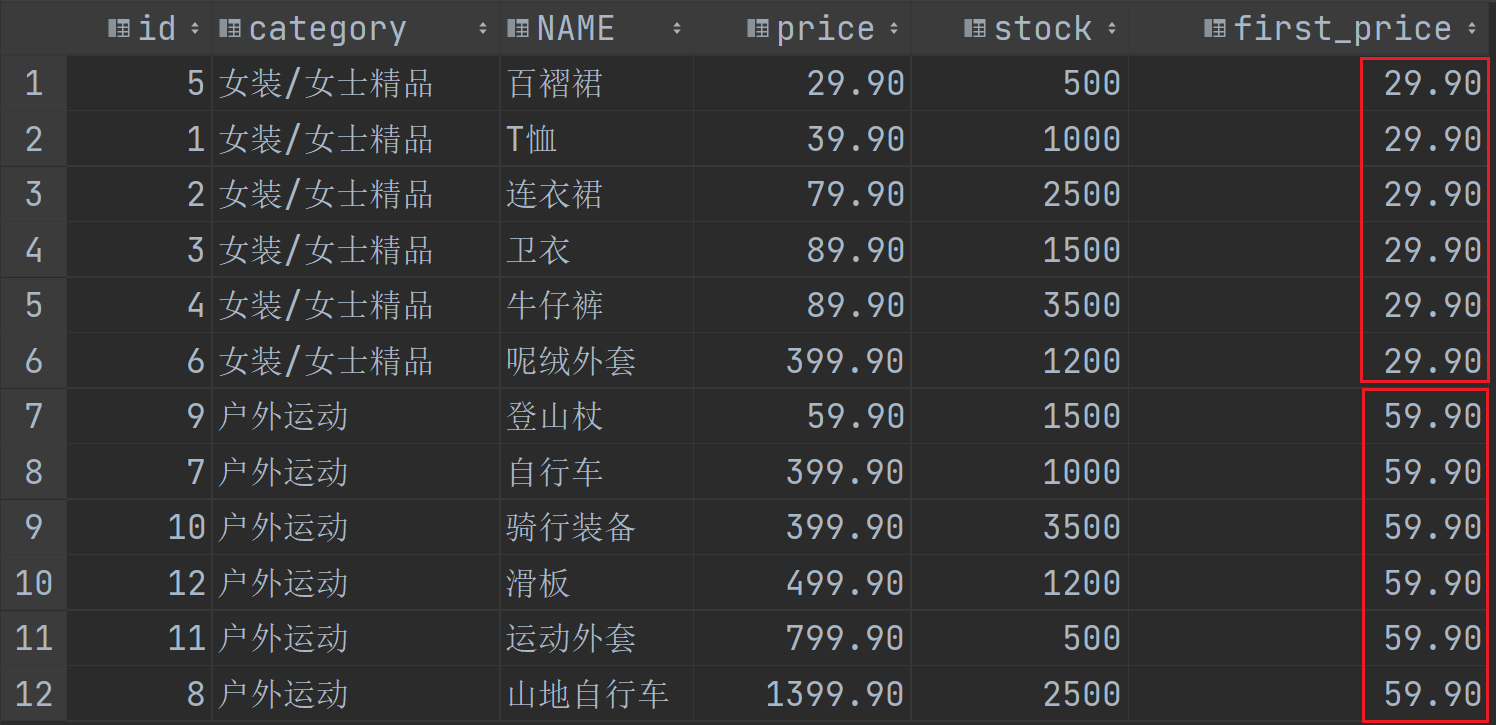 id category NAME price stock first_price
1 5 女装/女士精品 百褶裙 29.90 500 29.90
2 1 女装/女士精品 T恤 39.90 1000 29.90
3 2 女装/女士精品 连衣裙 79.90 2500 29.90
4 3 女装/女士精品 卫衣 89.90 1500 29.90
5 4 女装/女士精品 牛仔裤 89.90 3500 29.90
6 6 女装/女士精品 呢绒外套 399.90 1200 29.90
7 9 户外运动 登山杖 59.90 1500 59.90
8 7 户外运动 自行车 399.90 1000 59.90
9 10 户外运动 骑行装备 399.90 3500 59.90
10 12 户外运动 滑板 499.90 1200 59.90
11 11 户外运动 运动外套 799.90 500 59.90
12 8 户外运动 山地自行车 1399.90 2500 59.90